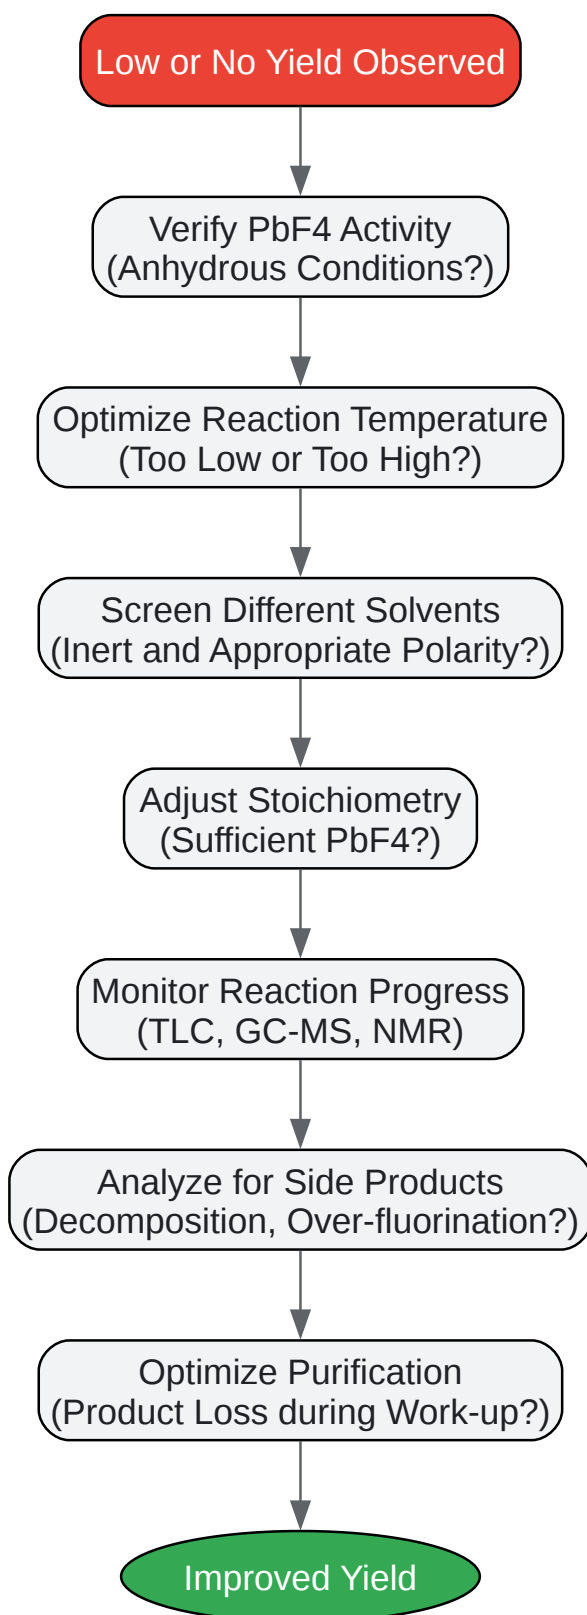 Low or No Yield Observed
Verify PbF4 Activity
(Anhydrous Conditions?)
Optimize Reaction Temperature
(Too Low or Too High?)
Screen Different Solvents
(Inert and Appropriate Polarity?)
Adjust Stoichiometry
(Sufficient PbF4?)
Monitor Reaction Progress
(TLC, GC-MS, NMR)
Analyze for Side Products
(Decomposition, Over-fluorination?)
Optimize Purification
(Product Loss during Work-up?)
Improved Yield